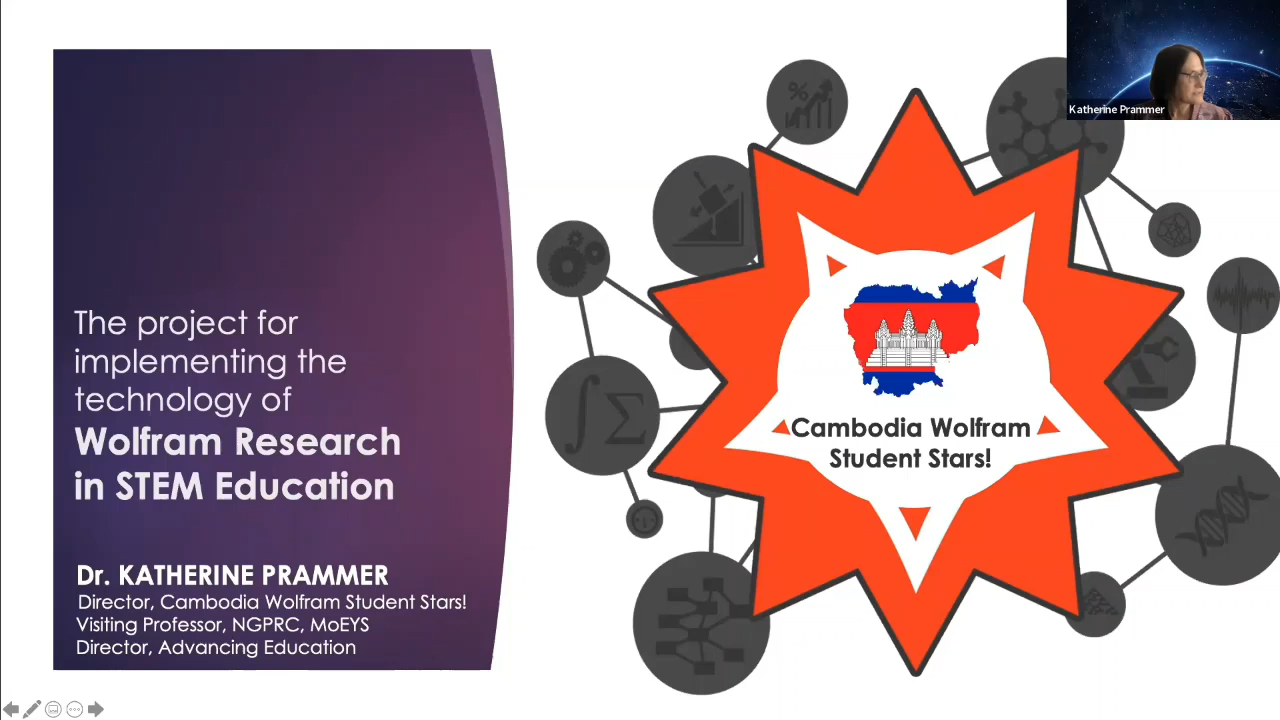 The project for
implementing the
technology of
Wolfram Research
in STEM Education
Dr. KATHERINE PRAMMER
Director, Cambodia Wolfram Student Stars!
Visiting Professor, NGPRC, MoEYS
Director, Advancing Education
Katherine Prammer
%
∫ Σ
Cambodia Wolfram
Student Stars!